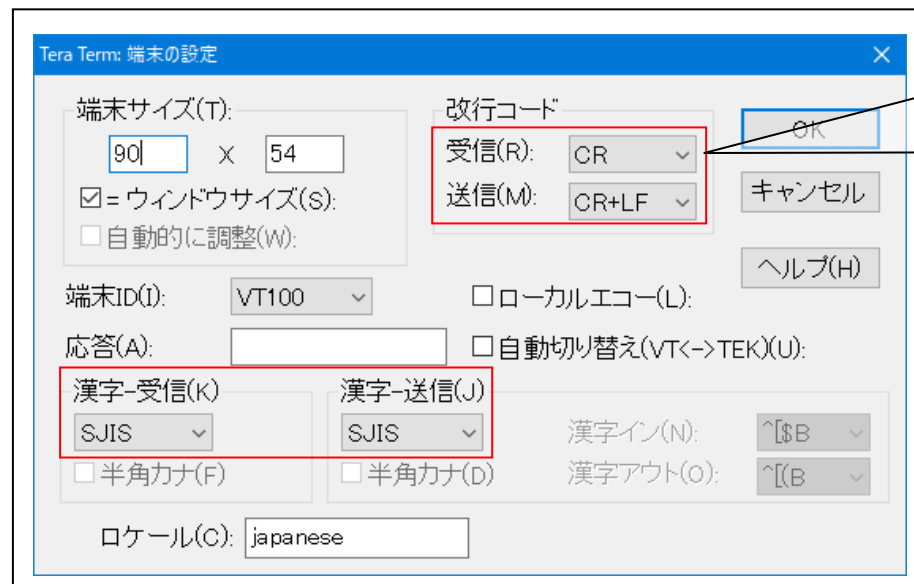 Tera Term: 端末の設定
端末サイズ(T):
90 X 54
= ウィンドウサイズ(S):
自動的に調整(W):
改行コード
受信(R): CR
送信(M): CR+LF
OK
キャンセル
ヘルプ(H)
端末ID(I): VT100
ローカルエコー(L):
応答(A):
自動切り替え(VT<->TEK)(U):
漢字-受信(K)
SJIS
半角カナ(F)
漢字-送信(J)
SJIS
半角カナ(D)
漢字イン(N): ^[$B
漢字アウト(O): ^[(B
ロケール(C): japanese